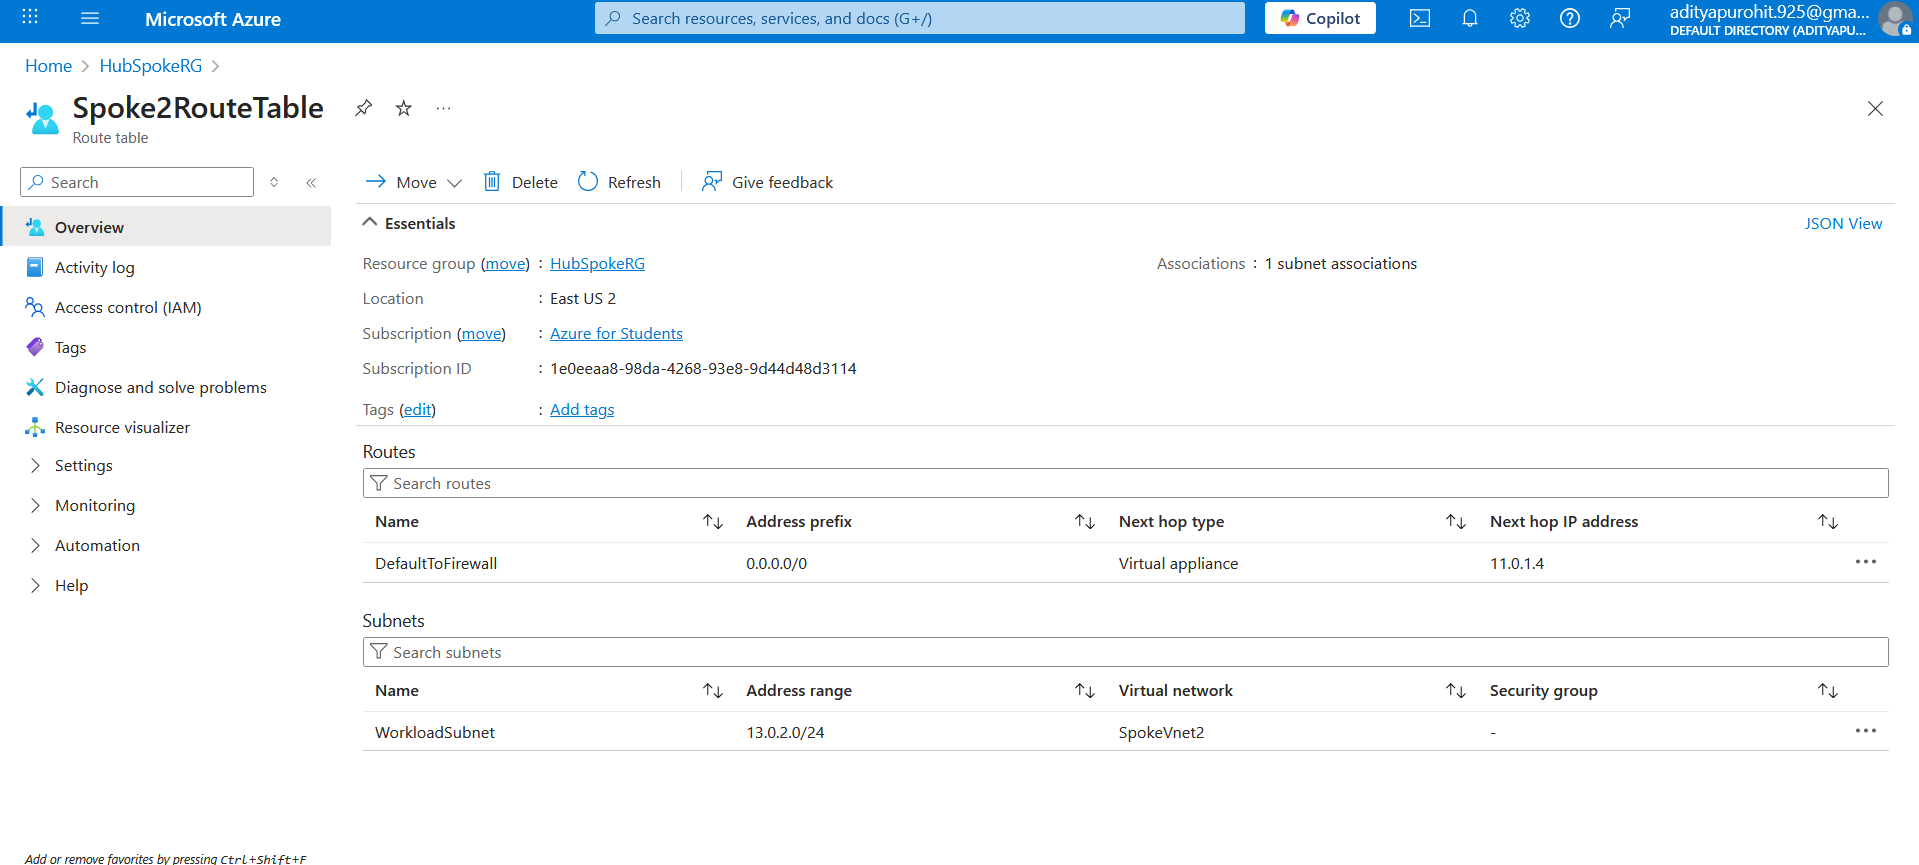 Microsoft Azure
Search resources, services, and docs (G+/)
Copilot
adityapurohit.925@gma...
DEFAULT DIRECTORY (ADITYAPU...
Home > HubSpokeRG >
Spoke2RouteTable
Route table
Search
Move
Delete
Refresh
Give feedback
Overview
Activity log
Access control (IAM)
Tags
Diagnose and solve problems
Resource visualizer
Settings
Monitoring
Automation
Help
Essentials
JSON View
Resource group (move) : HubSpokeRG
Associations : 1 subnet associations
Location : East US 2
Subscription (move) : Azure for Students
Subscription ID : 1e0eeaa8-98da-4268-93e8-9d44d48d3114
Tags (edit) : Add tags
Routes
Search routes
Name Address prefix Next hop type Next hop IP address
DefaultToFirewall 0.0.0.0/0 Virtual appliance 11.0.1.4
Subnets
Search subnets
Name Address range Virtual network Security group
WorkloadSubnet 13.0.2.0/24 SpokeVnet2 -
Add or remove favorites by pressing Ctrl+Shift+F